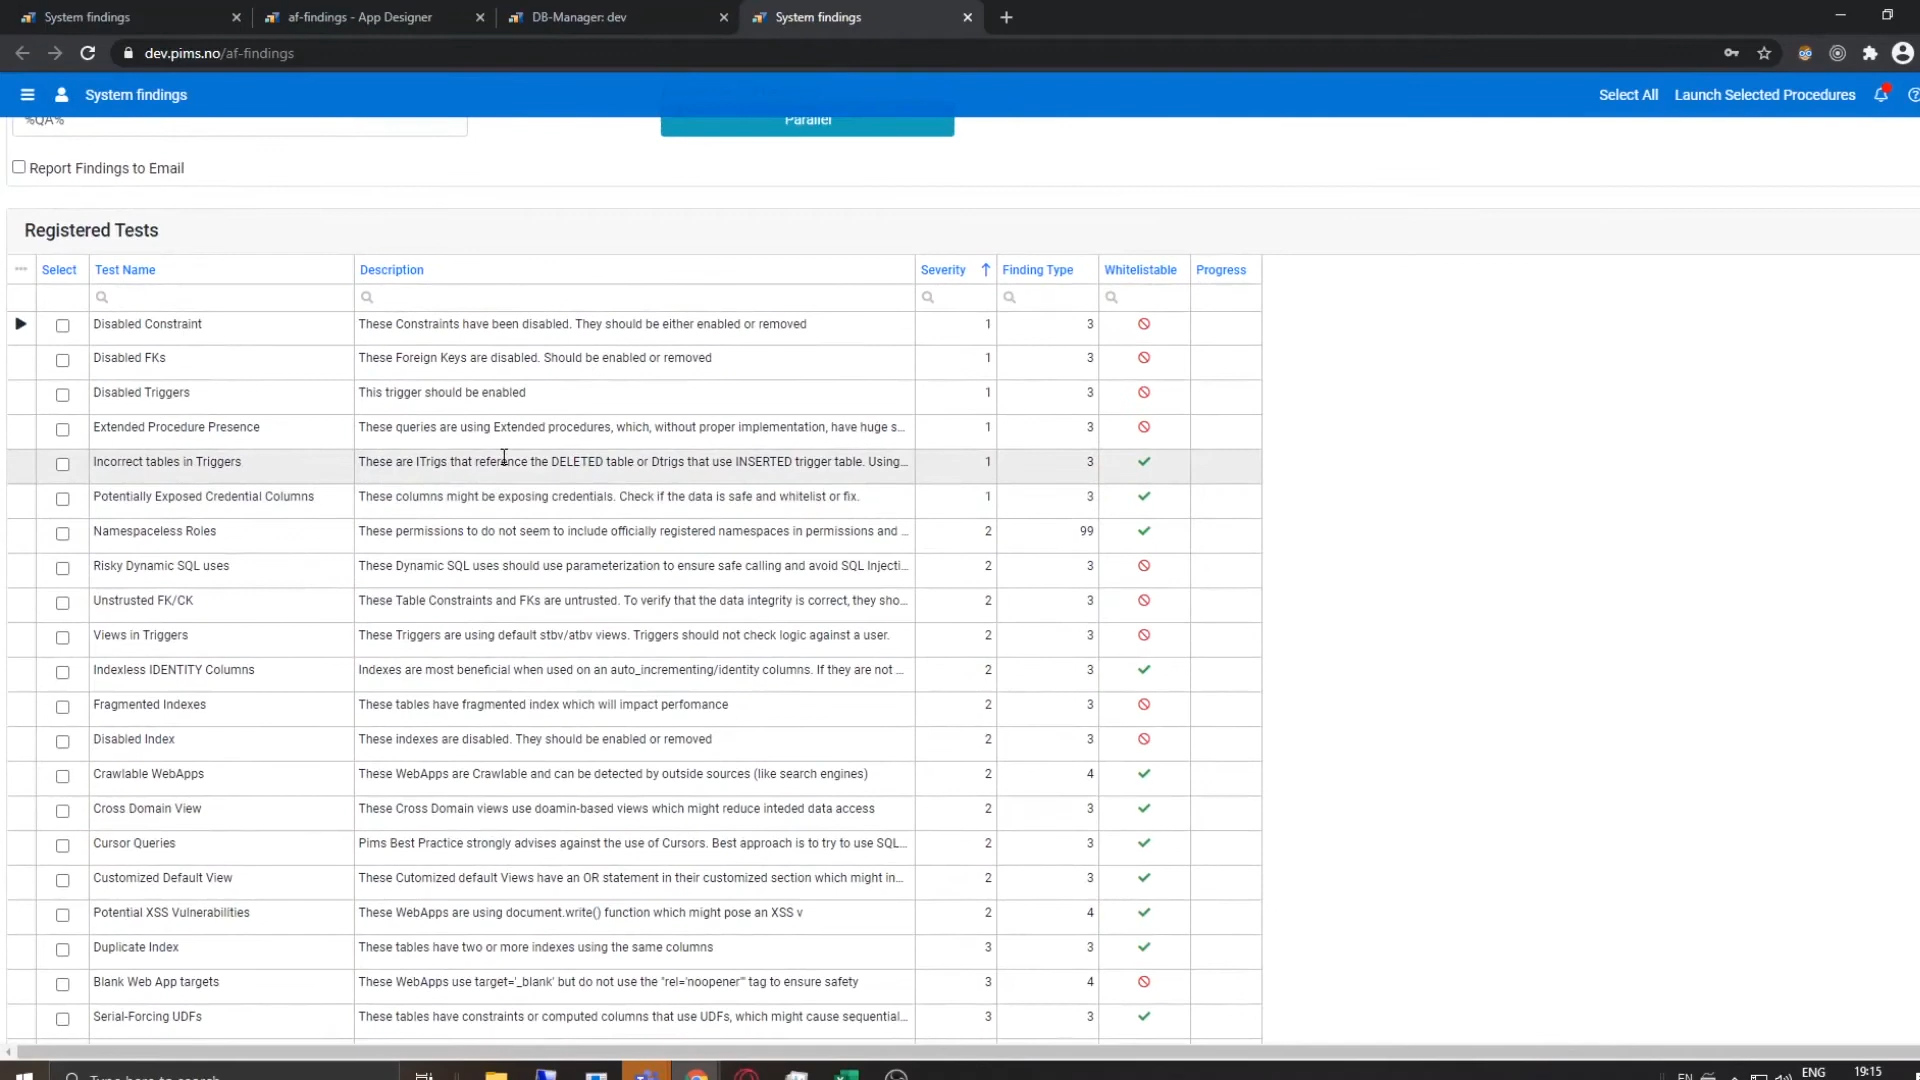 System findings
af-findings - App Designer
DB-Manager: dev
System findings
dev.pims.no/af-findings
System findings
Select All
Launch Selected Procedures
%QA%
Parallel
Report Findings to Email
Registered Tests
Select Test Name Description Severity Finding Type Whitelistable Progress
Disabled Constraint These Constraints have been disabled. They should be either enabled or removed 1 3
Disabled FKs These Foreign Keys are disabled. Should be enabled or removed 1 3
Disabled Triggers This trigger should be enabled 1 3
Extended Procedure Presence These queries are using Extended procedures, which, without proper implementation, have huge s... 1 3
Incorrect tables in Triggers These are ITrigs that reference the DELETED table or Dtrigs that use INSERTED trigger table. Using... 1 3
Potentially Exposed Credential Columns These columns might be exposing credentials. Check if the data is safe and whitelist or fix. 1 3
Namespaceless Roles These permissions to do not seem to include officially registered namespaces in permissions and ... 2 99
Risky Dynamic SQL uses These Dynamic SQL uses should use parameterization to ensure safe calling and avoid SQL Injecti... 2 3
Unstrusted FK/CK These Table Constraints and FKs are untrusted. To verify that the data integrity is correct, they sho... 2 3
Views in Triggers These Triggers are using default stbv/atbv views. Triggers should not check logic against a user. 2 3
Indexless IDENTITY Columns Indexes are most beneficial when used on an auto_incrementing/identity columns. If they are not ... 2 3
Fragmented Indexes These tables have fragmented index which will impact perfomance 2 3
Disabled Index These indexes are disabled. They should be enabled or removed 2 3
Crawlable WebApps These WebApps are Crawlable and can be detected by outside sources (like search engines) 2 4
Cross Domain View These Cross Domain views use doamin-based views which might reduce inteded data access 2 3
Cursor Queries Pims Best Practice strongly advises against the use of Cursors. Best approach is to try to use SQL... 2 3
Customized Default View These Cutomized default Views have an OR statement in their customized section which might in... 2 3
Potential XSS Vulnerabilities These WebApps are using document.write() function which might pose an XSS v 2 4
Duplicate Index These tables have two or more indexes using the same columns 3 3
Blank Web App targets These WebApps use target='_blank' but do not use the "rel='noopener'" tag to ensure safety 3 4
Serial-Forcing UDFs These tables have constraints or computed columns that use UDFs, which might cause sequential... 3 3
Type here to search
EN
ENG
19:15